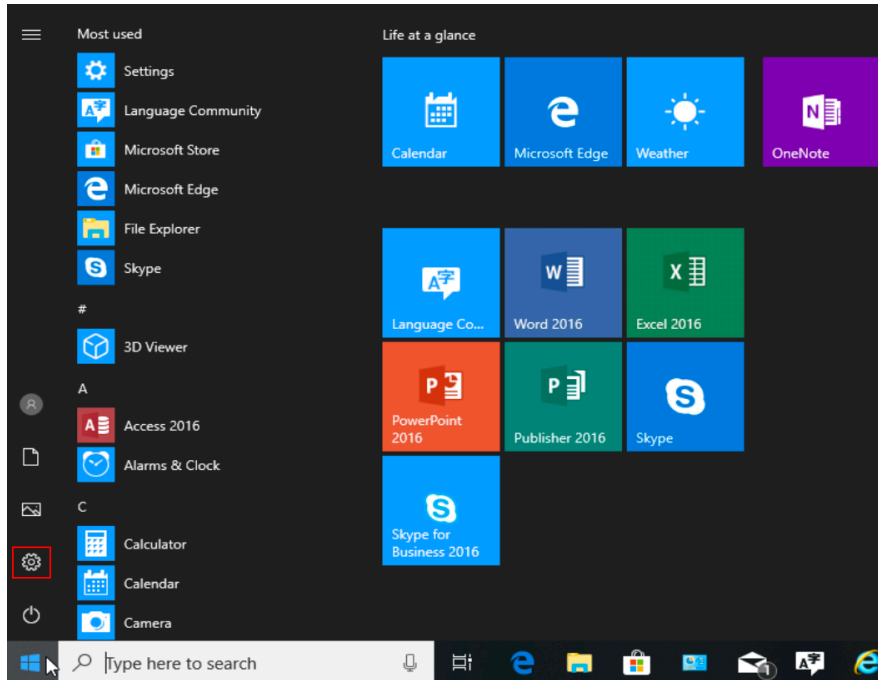 Most used
Settings
Language Community
Microsoft Store
Microsoft Edge
File Explorer
Skype
#
3D Viewer
A
Access 2016
Alarms & Clock
C
Calculator
Calendar
Camera
Life at a glance
Calendar
Microsoft Edge
Weather
OneNote
Language Co...
Word 2016
Excel 2016
PowerPoint
2016
Publisher 2016
Skype
Skype for
Business 2016
Type here to search